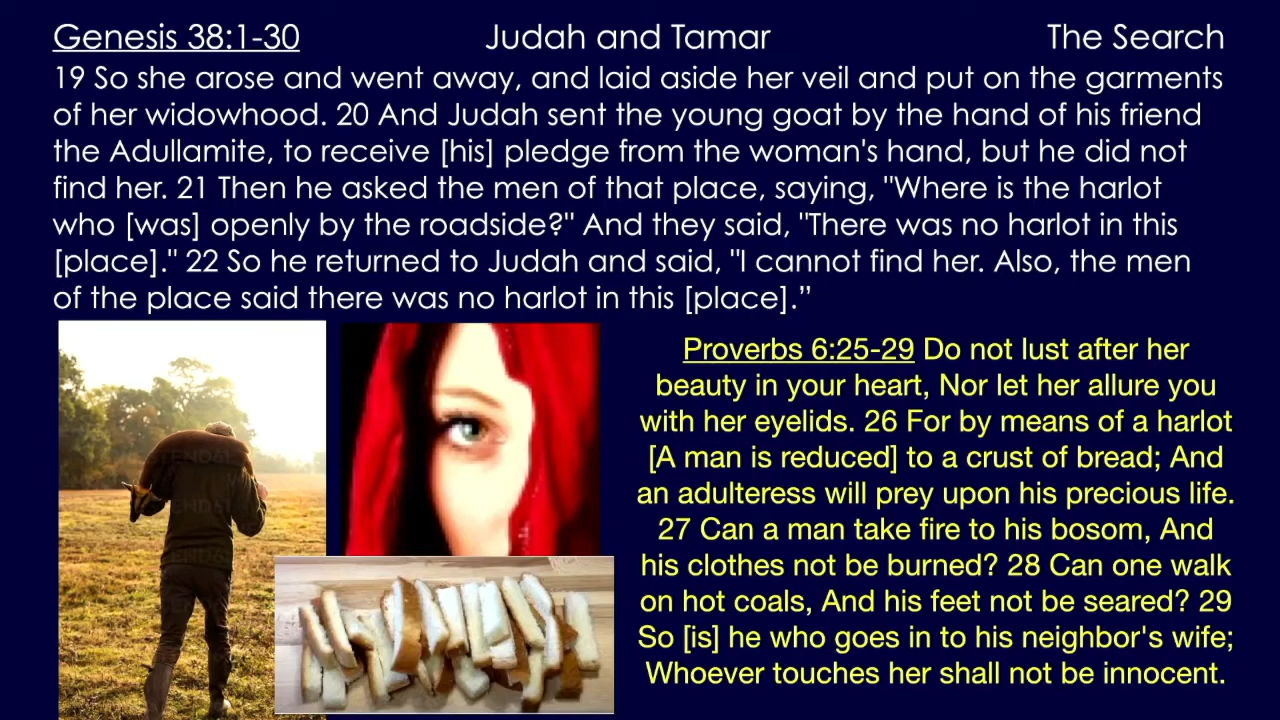 Genesis 38:1-30 Judah and Tamar The Search
19 So she arose and went away, and laid aside her veil and put on the garments
of her widowhood. 20 And Judah sent the young goat by the hand of his friend
the Adullamite, to receive [his] pledge from the woman's hand, but he did not
find her. 21 Then he asked the men of that place, saying, "Where is the harlot
who [was] openly by the roadside?" And they said, "There was no harlot in this
[place]." 22 So he returned to Judah and said, "I cannot find her. Also, the men
of the place said there was no harlot in this [place].”
Proverbs 6:25-29 Do not lust after her
beauty in your heart, Nor let her allure you
with her eyelids. 26 For by means of a harlot
[A man is reduced] to a crust of bread; And
an adulteress will prey upon his precious life.
27 Can a man take fire to his bosom, And
his clothes not be burned? 28 Can one walk
on hot coals, And his feet not be seared? 29
So [is] he who goes in to his neighbor's wife;
Whoever touches her shall not be innocent.